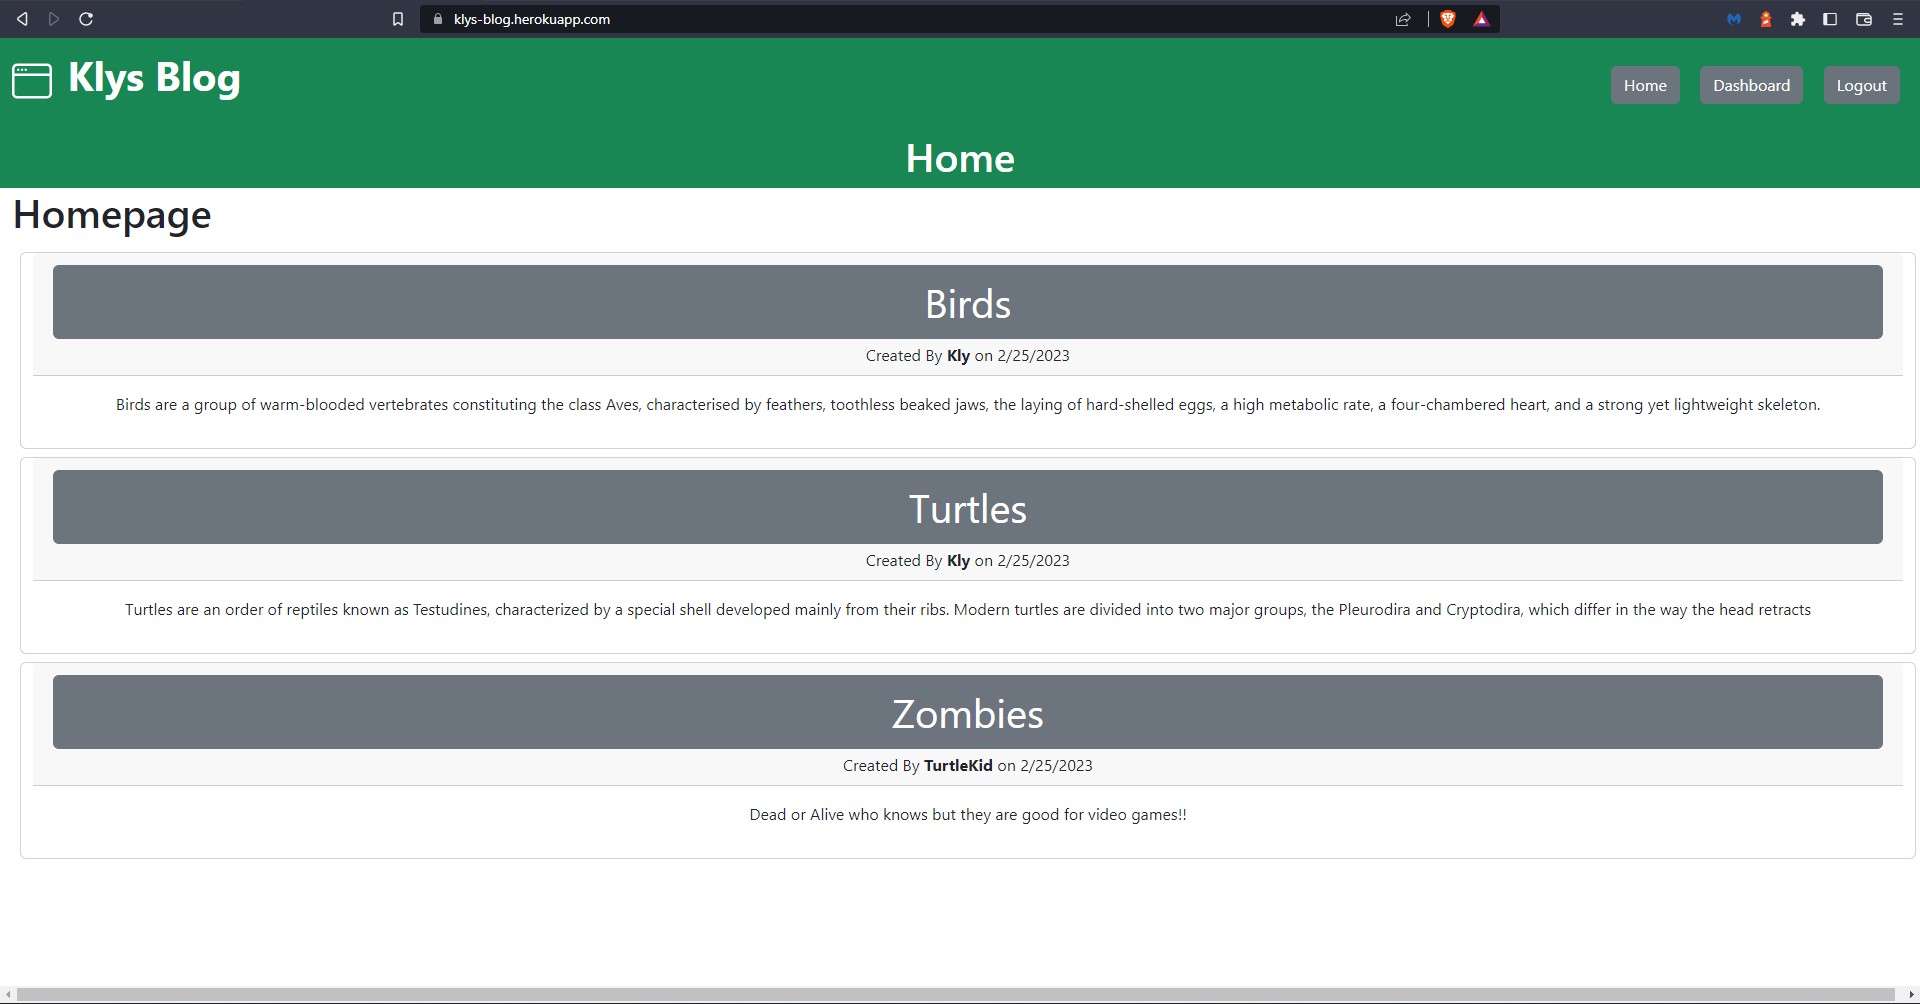 klys-blog.herokuapp.com
Klys Blog
Home Dashboard Logout
Home
Homepage
Birds
Created By Kly on 2/25/2023
Birds are a group of warm-blooded vertebrates constituting the class Aves, characterised by feathers, toothless beaked jaws, the laying of hard-shelled eggs, a high metabolic rate, a four-chambered heart, and a strong yet lightweight skeleton.
Turtles
Created By Kly on 2/25/2023
Turtles are an order of reptiles known as Testudines, characterized by a special shell developed mainly from their ribs. Modern turtles are divided into two major groups, the Pleurodira and Cryptodira, which differ in the way the head retracts
Zombies
Created By TurtleKid on 2/25/2023
Dead or Alive who knows but they are good for video games!!